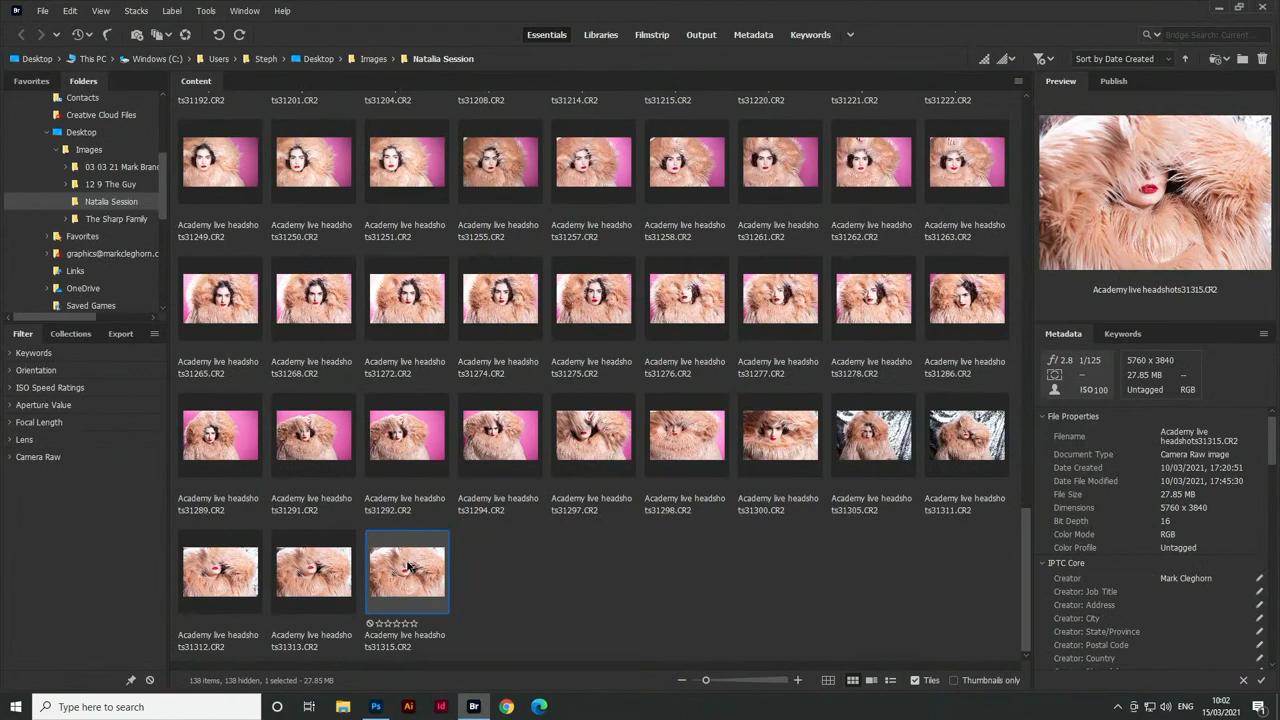 Br File Edit View Stacks Label Tools Window Help
Essentials Libraries Filmstrip Output Metadata Keywords
Bridge Search: Current
Desktop This PC Windows (C:) Users Steph Desktop Images Natalia Session
Sort by Date Created
Favorites Folders
Content
Preview Publish
Contacts
Creative Cloud Files
Desktop
Images
03 03 21 Mark Bran
12 9 The Guy
Natalia Session
The Sharp Family
Favorites
graphics@markcleghorn.c
Links
OneDrive
Saved Games
Filter Collections Export
Keywords
Orientation
ISO Speed Ratings
Aperture Value
Focal Length
Lens
Camera Raw
ts31192.CR2 ts31201.CR2 ts31204.CR2 ts31208.CR2 ts31214.CR2 ts31215.CR2 ts31220.CR2 ts31221.CR2 ts31222.CR2
Academy live headsho Academy live headsho Academy live headsho Academy live headsho Academy live headsho Academy live headsho Academy live headsho Academy live headsho Academy live headsho
ts31249.CR2 ts31250.CR2 ts31251.CR2 ts31255.CR2 ts31257.CR2 ts31258.CR2 ts31261.CR2 ts31262.CR2 ts31263.CR2
Academy live headsho Academy live headsho Academy live headsho Academy live headsho Academy live headsho Academy live headsho Academy live headsho Academy live headsho Academy live headsho
ts31265.CR2 ts31268.CR2 ts31272.CR2 ts31274.CR2 ts31275.CR2 ts31276.CR2 ts31277.CR2 ts31278.CR2 ts31286.CR2
Academy live headsho Academy live headsho Academy live headsho Academy live headsho Academy live headsho Academy live headsho Academy live headsho Academy live headsho Academy live headsho
ts31289.CR2 ts31291.CR2 ts31292.CR2 ts31294.CR2 ts31297.CR2 ts31298.CR2 ts31300.CR2 ts31305.CR2 ts31311.CR2
Academy live headsho Academy live headsho Academy live headsho
ts31312.CR2 ts31313.CR2 ts31315.CR2
138 items, 138 hidden, 1 selected - 27.85 MB
Tiles Thumbnails only
Academy live headshots31315.CR2
Metadata Keywords
f/ 2.8 1/125 5760 x 3840
-- 27.85 MB --
ISO100 Untagged RGB
File Properties
Filename Academy live headshots31315.CR2
Document Type Camera Raw image
Date Created 10/03/2021, 17:20:51
Date File Modified 10/03/2021, 17:45:30
File Size 27.85 MB
Dimensions 5760 x 3840
Bit Depth 16
Color Mode RGB
Color Profile Untagged
IPTC Core
Creator Mark Cleghorn
Creator: Job Title
Creator: Address
Creator: City
Creator: State/Province
Creator: Postal Code
Creator: Country
Type here to search
Ps Ai Id Br
ENG
10:02
15/03/2021
1